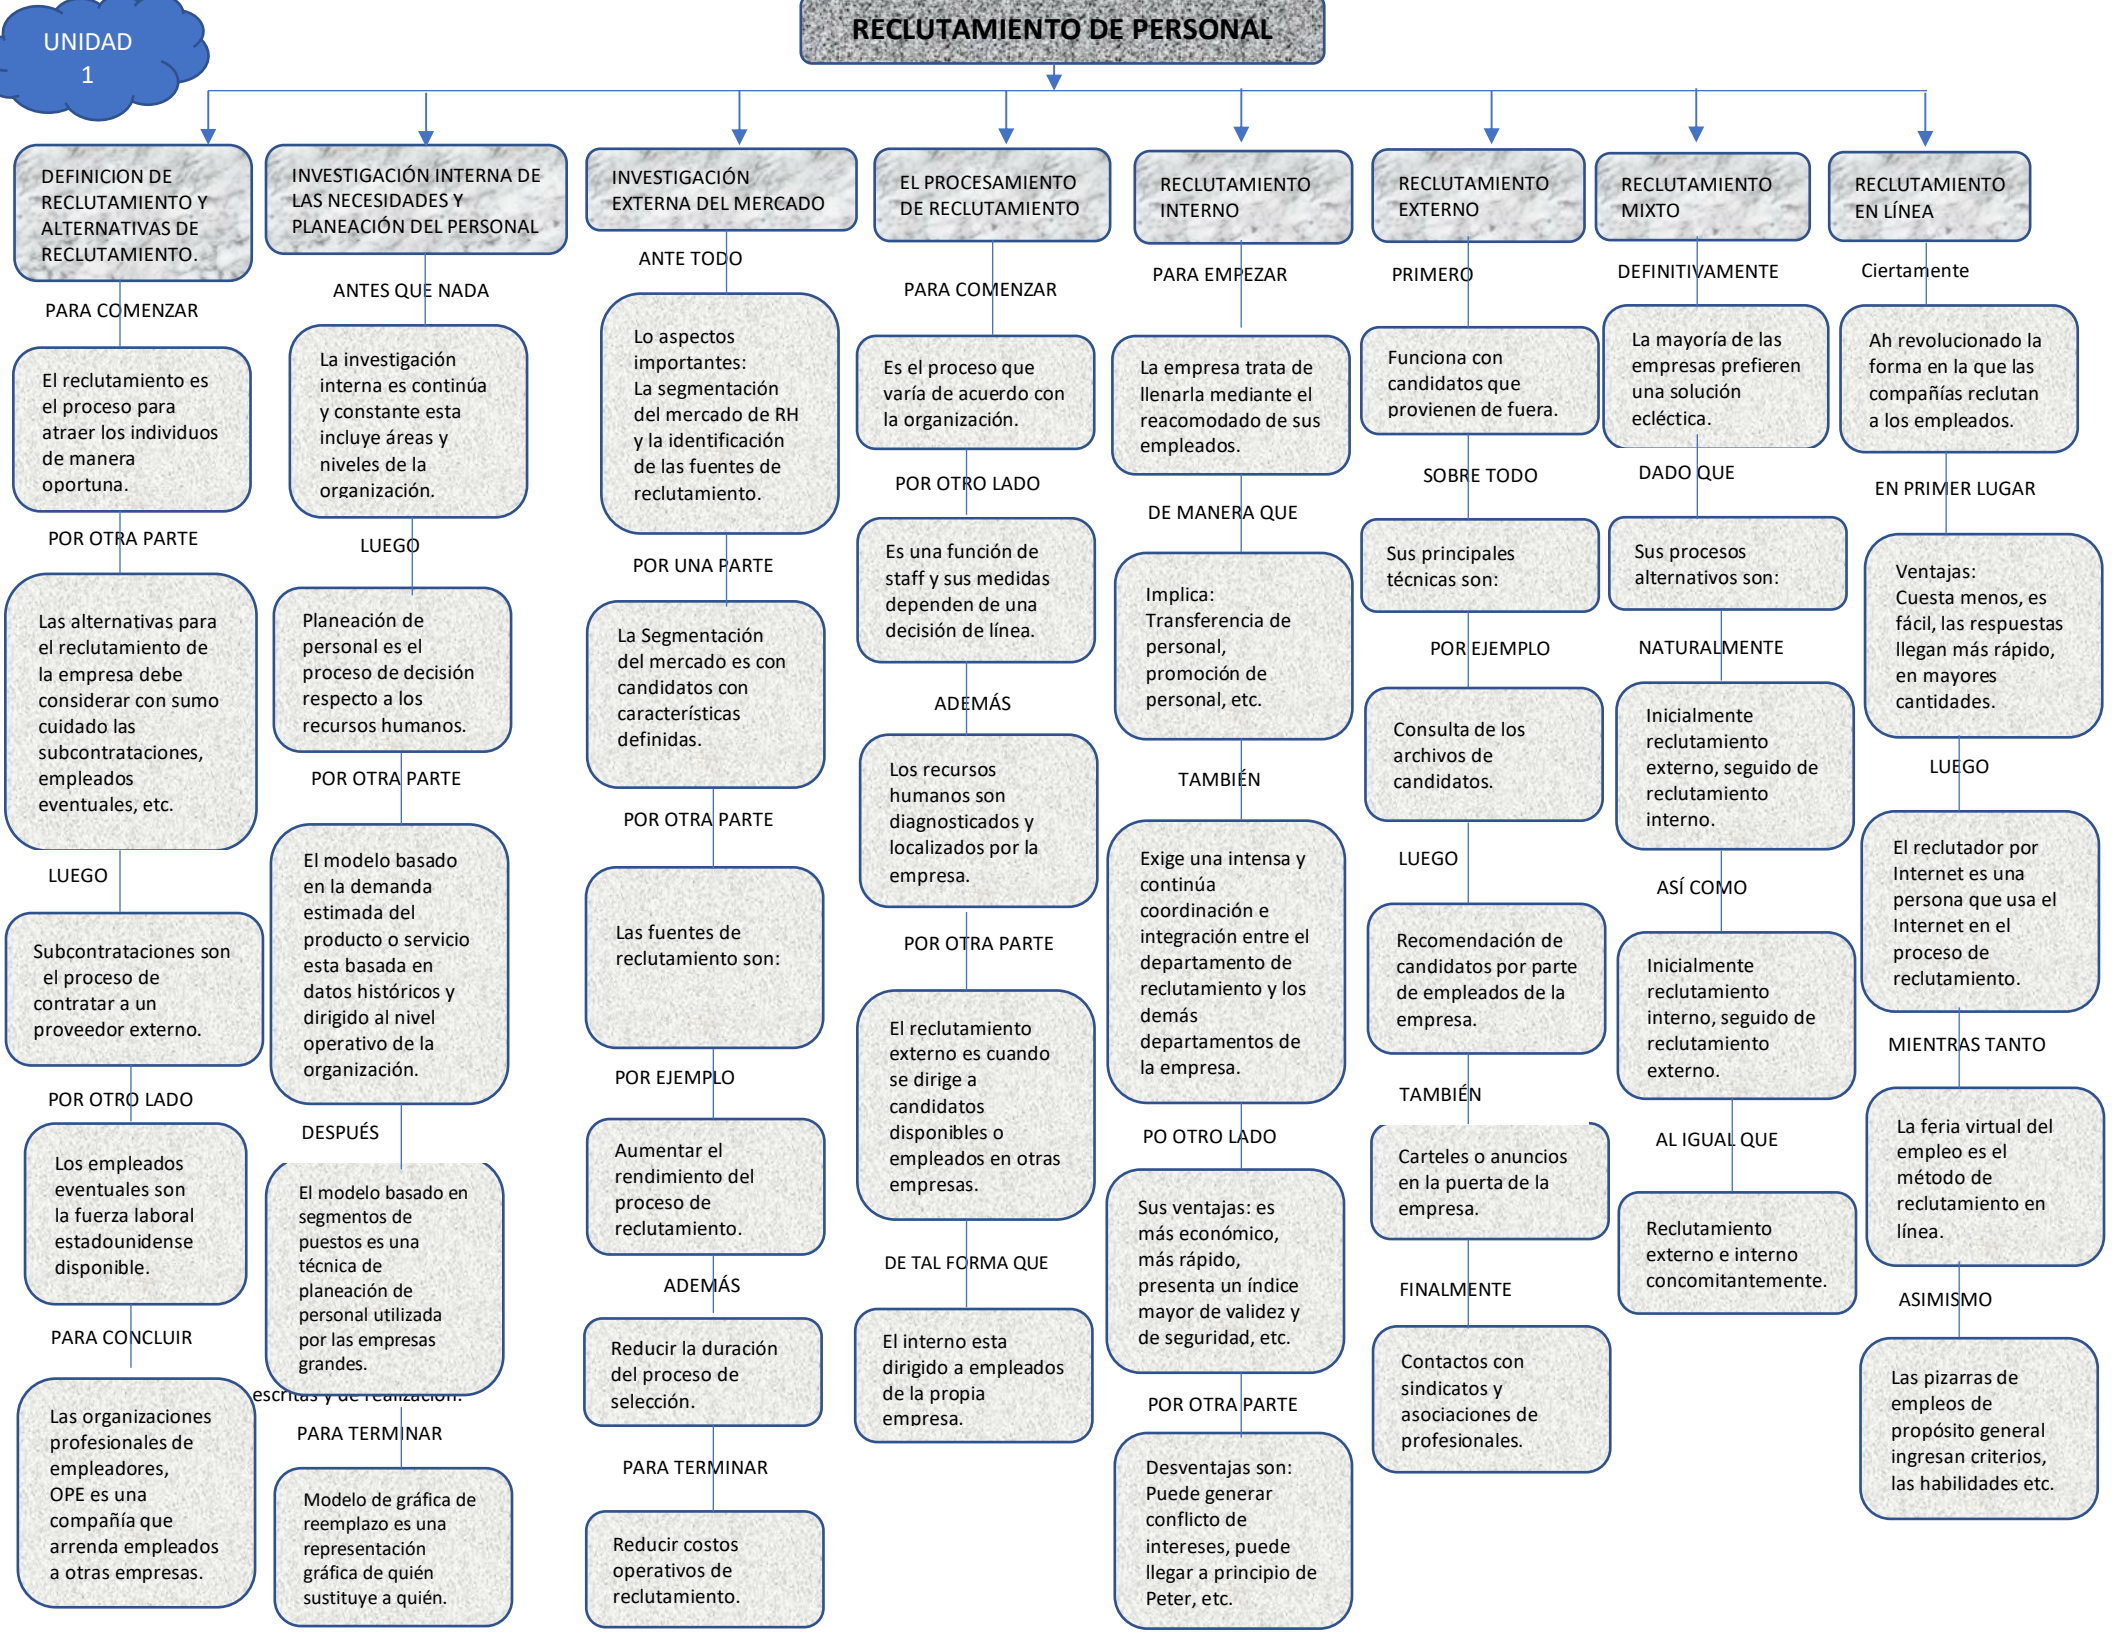 UNIDAD
1
RECLUTAMIENTO DE PERSONAL
DEFINICION DE
RECLUTAMIENTO Y
ALTERNATIVAS DE
RECLUTAMIENTO.
PARA COMENZAR
El reclutamiento es
el proceso para
atraer los individuos
de manera
oportuna.
POR OTRA PARTE
Las alternativas para
el reclutamiento de
la empresa debe
considerar con sumo
cuidado las
subcontrataciones,
empleados
eventuales, etc.
LUEGO
Subcontrataciones son
el proceso de
contratar a un
proveedor externo.
POR OTRO LADO
Los empleados
eventuales son
la fuerza laboral
estadounidense
disponible.
PARA CONCLUIR
Las organizaciones
profesionales de
empleadores,
OPE es una
compañía que
arrenda empleados
a otras empresas.
INVESTIGACIÓN INTERNA DE
LAS NECESIDADES Y
PLANEACIÓN DEL PERSONAL
ANTES QUE NADA
La investigación
interna es continúa
y constante esta
incluye áreas y
niveles de la
organización.
LUEGO
Planeación de
personal es el
proceso de decisión
respecto a los
recursos humanos.
POR OTRA PARTE
El modelo basado
en la demanda
estimada del
producto o servicio
esta basada en
datos históricos y
dirigido al nivel
operativo de la
organización.
DESPUÉS
El modelo basado en
segmentos de
puestos es una
técnica de
planeación de
personal utilizada
por las empresas
grandes.
escritas y de realización.
PARA TERMINAR
Modelo de gráfica de
reemplazo es una
representación
gráfica de quién
sustituye a quién.
INVESTIGACIÓN
EXTERNA DEL MERCADO
ANTE TODO
Lo aspectos
importantes:
La segmentación
del mercado de RH
y la identificación
de las fuentes de
reclutamiento.
POR UNA PARTE
La Segmentación
del mercado es con
candidatos con
características
definidas.
POR OTRA PARTE
Las fuentes de
reclutamiento son:
POR EJEMPLO
Aumentar el
rendimiento del
proceso de
reclutamiento.
ADEMÁS
Reducir la duración
del proceso de
selección.
PARA TERMINAR
Reducir costos
operativos de
reclutamiento.
EL PROCESAMIENTO
DE RECLUTAMIENTO
PARA COMENZAR
Es el proceso que
varía de acuerdo con
la organización.
POR OTRO LADO
Es una función de
staff y sus medidas
dependen de una
decisión de línea.
ADEMÁS
Los recursos
humanos son
diagnosticados y
localizados por la
empresa.
POR OTRA PARTE
El reclutamiento
externo es cuando
se dirige a
candidatos
disponibles o
empleados en otras
empresas.
DE TAL FORMA QUE
El interno esta
dirigido a empleados
de la propia
empresa.
RECLUTAMIENTO
INTERNO
PARA EMPEZAR
La empresa trata de
llenarla mediante el
reacomodado de sus
empleados.
DE MANERA QUE
Implica:
Transferencia de
personal,
promoción de
personal, etc.
TAMBIÉN
Exige una intensa y
continúa
coordinación e
integración entre el
departamento de
reclutamiento y los
demás
departamentos de
la empresa.
PO OTRO LADO
Sus ventajas: es
más económico,
más rápido,
presenta un índice
mayor de validez y
de seguridad, etc.
POR OTRA PARTE
Desventajas son:
Puede generar
conflicto de
intereses, puede
llegar a principio de
Peter, etc.
RECLUTAMIENTO
EXTERNO
PRIMERO
Funciona con
candidatos que
provienen de fuera.
SOBRE TODO
Sus principales
técnicas son:
POR EJEMPLO
Consulta de los
archivos de
candidatos.
LUEGO
Recomendación de
candidatos por parte
de empleados de la
empresa.
TAMBIÉN
Carteles o anuncios
en la puerta de la
empresa.
FINALMENTE
Contactos con
sindicatos y
asociaciones de
profesionales.
RECLUTAMIENTO
MIXTO
DEFINITIVAMENTE
La mayoría de las
empresas prefieren
una solución
ecléctica.
DADO QUE
Sus procesos
alternativos son:
NATURALMENTE
Inicialmente
reclutamiento
externo, seguido de
reclutamiento
interno.
ASÍ COMO
Inicialmente
reclutamiento
interno, seguido de
reclutamiento
externo.
AL IGUAL QUE
Reclutamiento
externo e interno
concomitantemente.
RECLUTAMIENTO
EN LÍNEA
Ciertamente
Ah revolucionado la
forma en la que las
compañías reclutan
a los empleados.
EN PRIMER LUGAR
Ventajas:
Cuesta menos, es
fácil, las respuestas
llegan más rápido,
en mayores
cantidades.
LUEGO
El reclutador por
Internet es una
persona que usa el
Internet en el
proceso de
reclutamiento.
MIENTRAS TANTO
La feria virtual del
empleo es el
método de
reclutamiento en
línea.
ASIMISMO
Las pizarras de
empleos de
propósito general
ingresan criterios,
las habilidades etc.